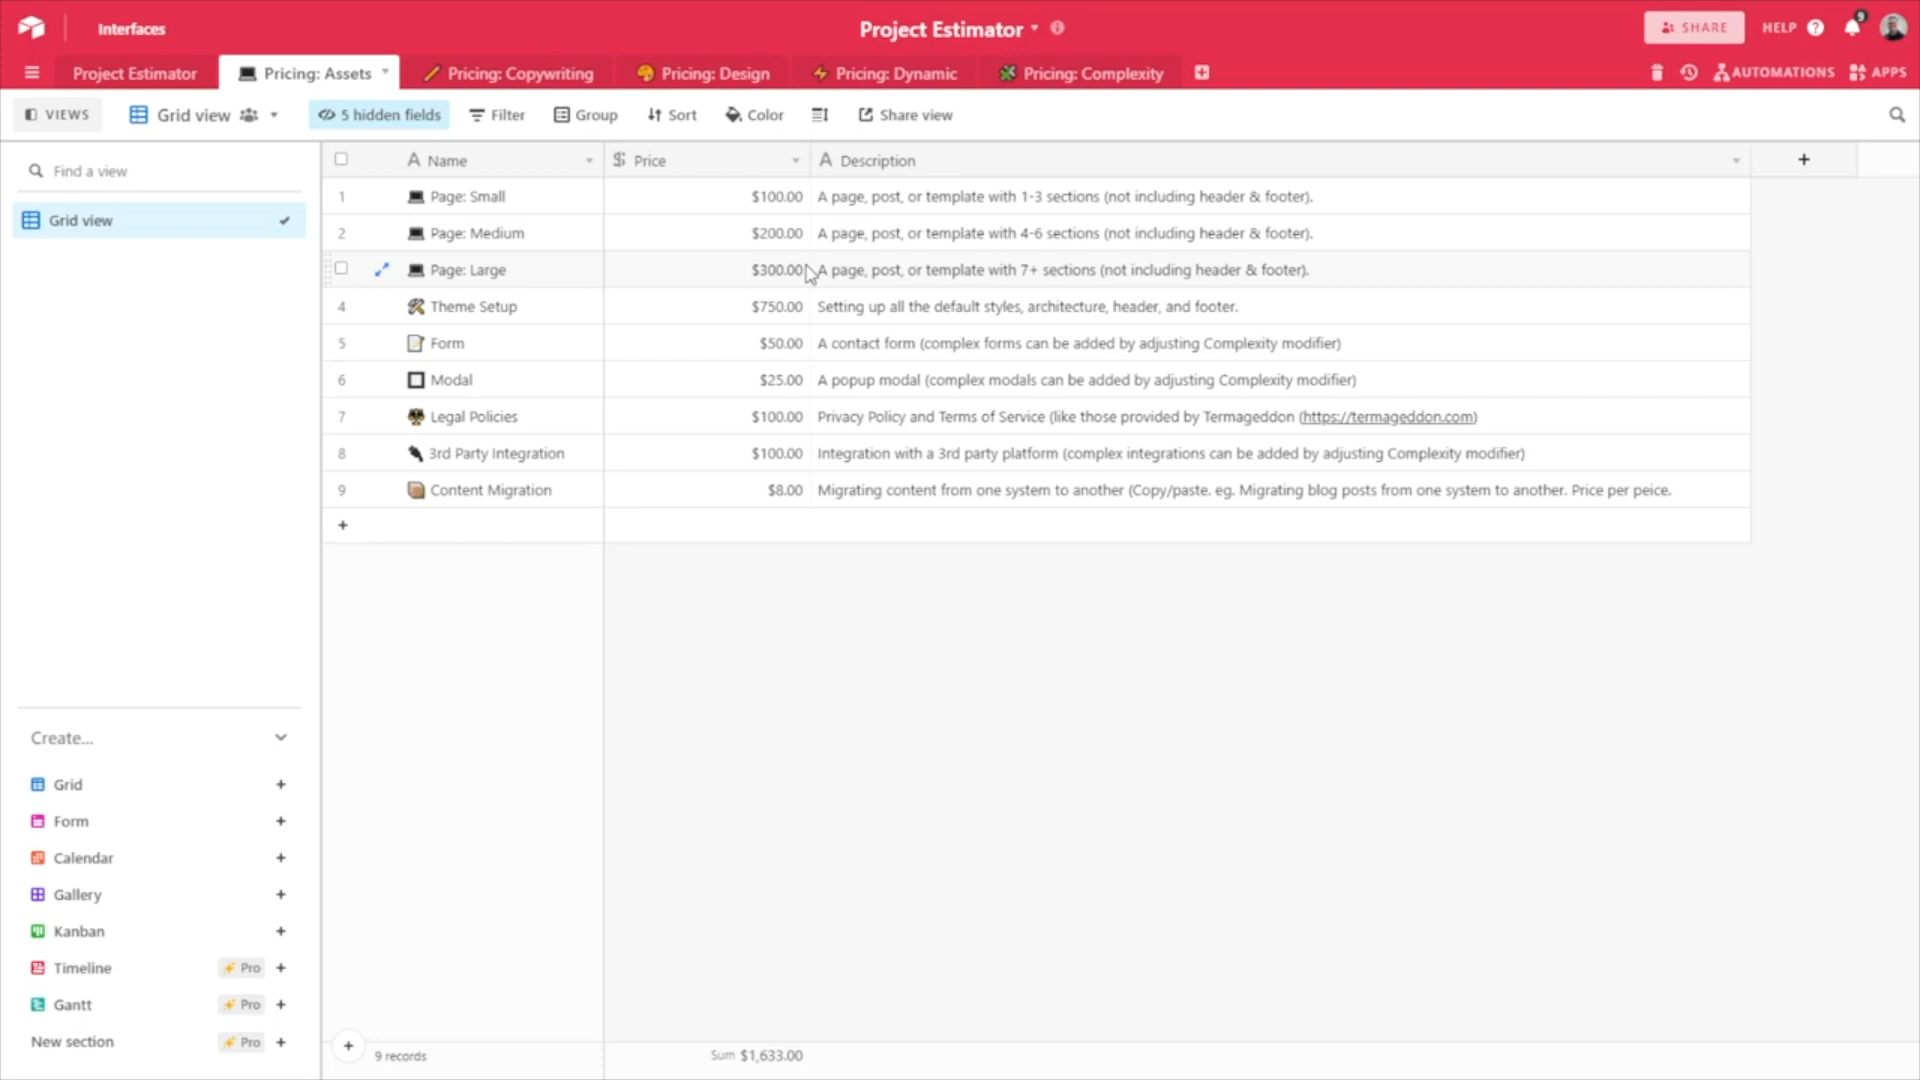 Interfaces
Project Estimator
SHARE
HELP
9
Project Estimator
Pricing: Assets
Pricing: Copywriting
Pricing: Design
Pricing: Dynamic
Pricing: Complexity
AUTOMATIONS
APPS
VIEWS
Grid view
5 hidden fields
Filter
Group
Sort
Color
Share view
Find a view
Grid view
Name
Price
Description
1 Page: Small $100.00 A page, post, or template with 1-3 sections (not including header & footer).
2 Page: Medium $200.00 A page, post, or template with 4-6 sections (not including header & footer).
Page: Large $300.00 A page, post, or template with 7+ sections (not including header & footer).
4 Theme Setup $750.00 Setting up all the default styles, architecture, header, and footer.
5 Form $50.00 A contact form (complex forms can be added by adjusting Complexity modifier)
6 Modal $25.00 A popup modal (complex modals can be added by adjusting Complexity modifier)
7 Legal Policies $100.00 Privacy Policy and Terms of Service (like those provided by Termageddon (https://termageddon.com)
8 3rd Party Integration $100.00 Integration with a 3rd party platform (complex integrations can be added by adjusting Complexity modifier)
9 Content Migration $8.00 Migrating content from one system to another (Copy/paste. eg. Migrating blog posts from one system to another. Price per peice.
Create...
Grid
Form
Calendar
Gallery
Kanban
Timeline Pro
Gantt Pro
New section Pro
9 records
Sum $1,633.00